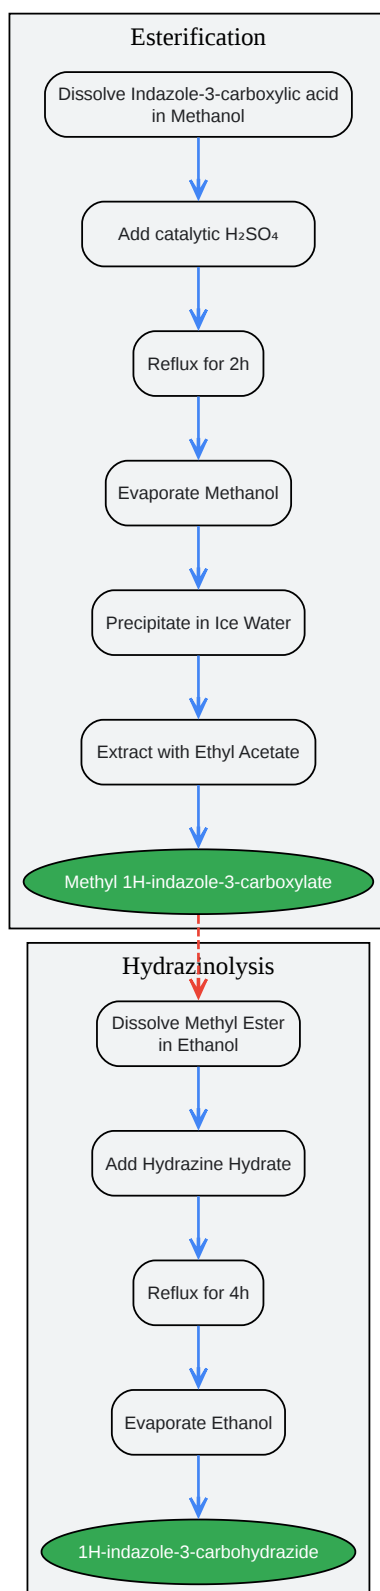 Esterification
Dissolve Indazole-3-carboxylic acid
in Methanol
Add catalytic H₂SO₄
Reflux for 2h
Evaporate Methanol
Precipitate in Ice Water
Extract with Ethyl Acetate
Methyl 1H-indazole-3-carboxylate
Hydrazinolysis
Dissolve Methyl Ester
in Ethanol
Add Hydrazine Hydrate
Reflux for 4h
Evaporate Ethanol
1H-indazole-3-carbohydrazide